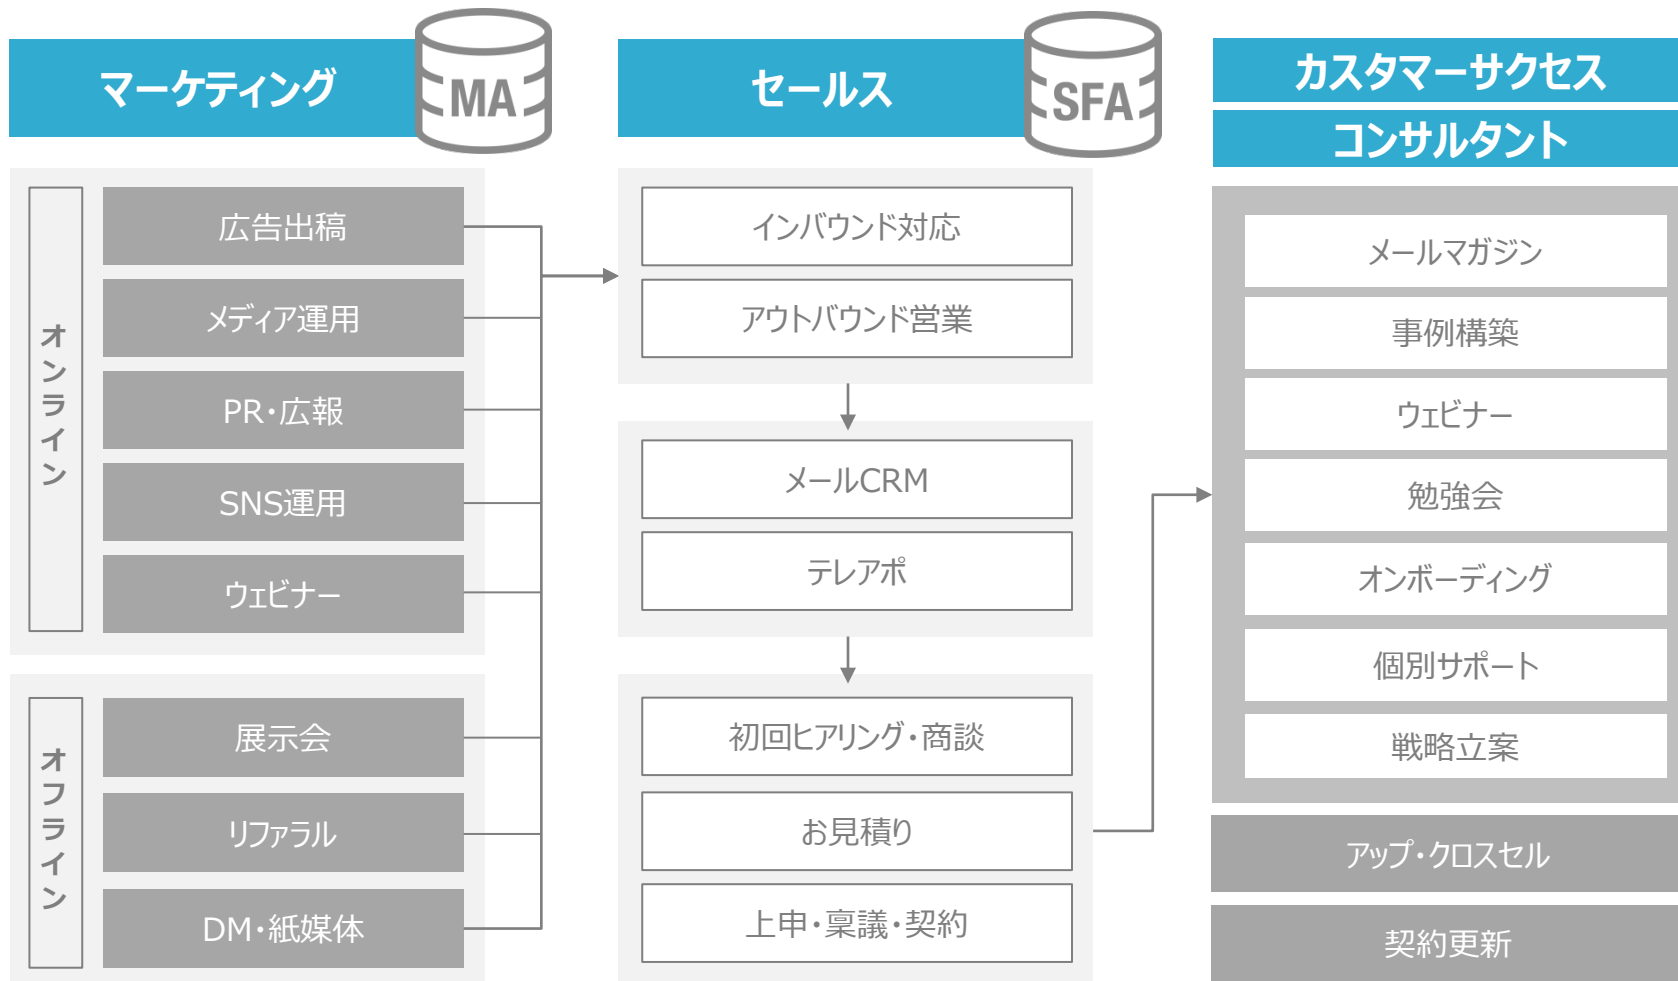 マーケティング
MA
オンライン
広告出稿
メディア運用
PR・広報
SNS運用
ウェビナー
オフライン
展示会
リファラル
DM・紙媒体
セールス
SFA
インバウンド対応
アウトバウンド営業
メールCRM
テレアポ
初回ヒアリング・商談
お見積り
上申・稟議・契約
カスタマーサクセス
コンサルタント
メールマガジン
事例構築
ウェビナー
勉強会
オンボーディング
個別サポート
戦略立案
アップ・クロスセル
契約更新